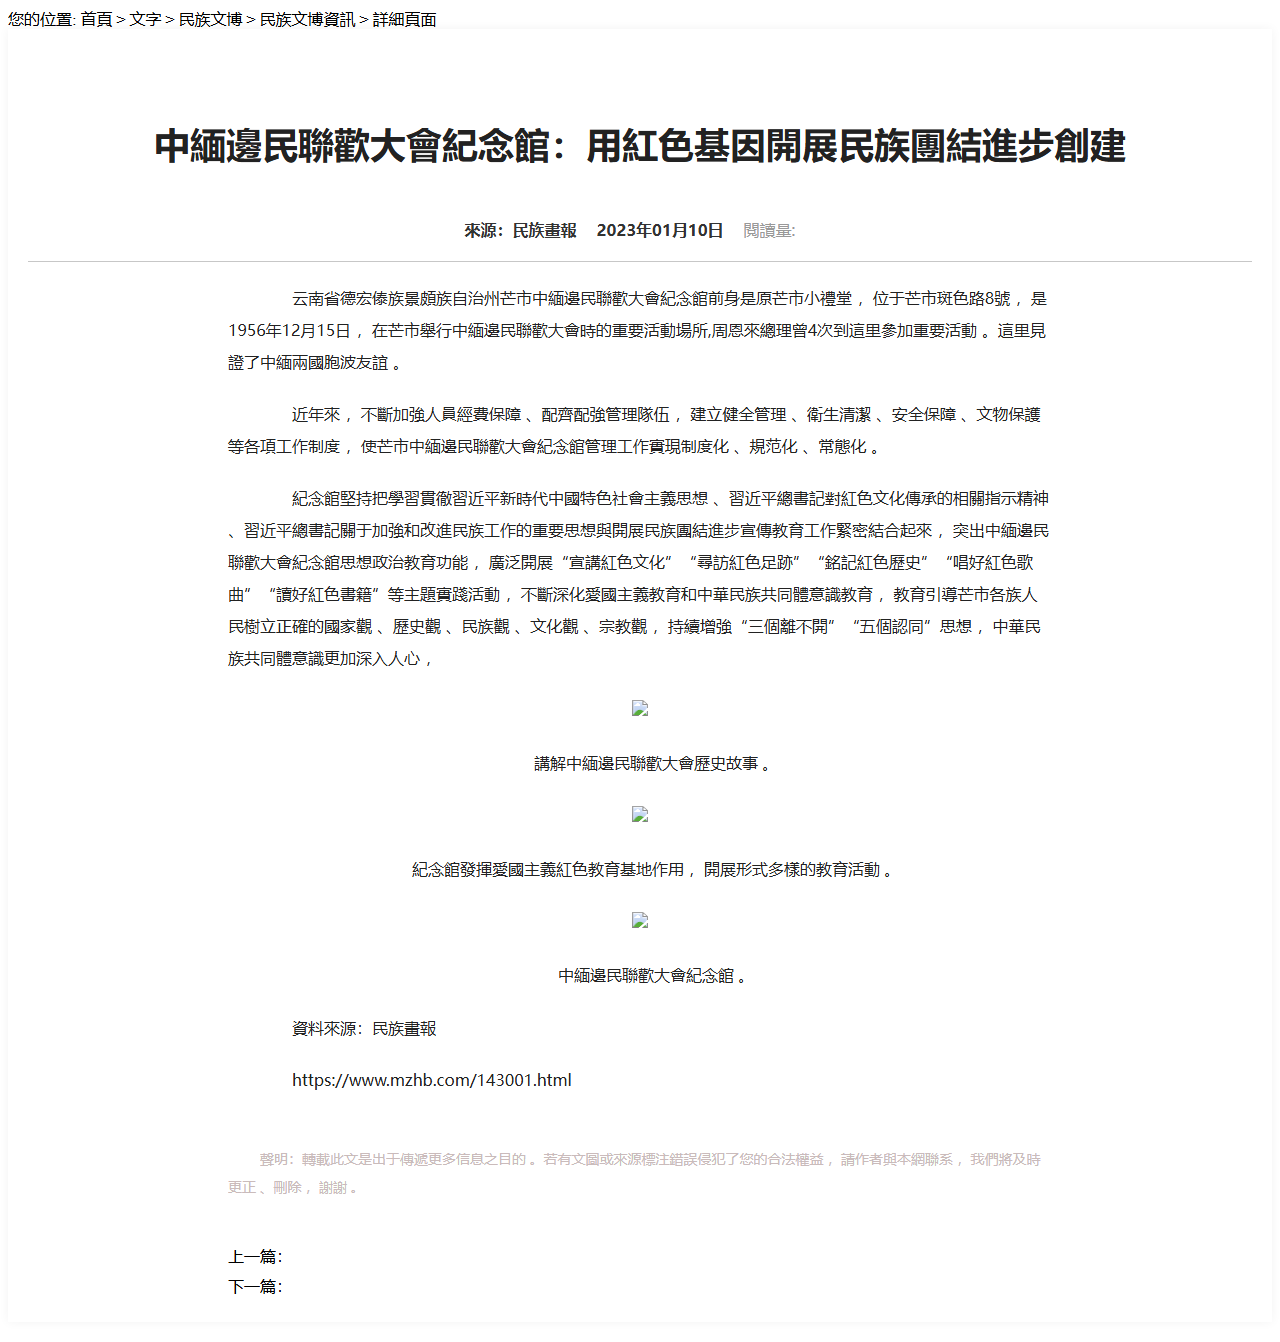 您的位置: 首頁 > 文字 > 民族文博 > 民族文博資訊 > 詳細頁面
中緬邊民聯歡大會紀念館：用紅色基因開展民族團結進步創建
來源：民族畫報 2023年01月10日 閱讀量:
云南省德宏傣族景頗族自治州芒市中緬邊民聯歡大會紀念館前身是原芒市小禮堂，位于芒市斑色路8號，是
1956年12月15日，在芒市舉行中緬邊民聯歡大會時的重要活動場所,周恩來總理曾4次到這里參加重要活動。這里見
證了中緬兩國胞波友誼。
近年來，不斷加強人員經費保障、配齊配強管理隊伍，建立健全管理、衛生清潔、安全保障、文物保護
等各項工作制度，使芒市中緬邊民聯歡大會紀念館管理工作實現制度化、規范化、常態化。
紀念館堅持把學習貫徹習近平新時代中國特色社會主義思想、習近平總書記對紅色文化傳承的相關指示精神
、習近平總書記關于加強和改進民族工作的重要思想與開展民族團結進步宣傳教育工作緊密結合起來，突出中緬邊民
聯歡大會紀念館思想政治教育功能，廣泛開展“宣講紅色文化”“尋訪紅色足跡”“銘記紅色歷史”“唱好紅色歌
曲”“讀好紅色書籍”等主題實踐活動，不斷深化愛國主義教育和中華民族共同體意識教育，教育引導芒市各族人
民樹立正確的國家觀、歷史觀、民族觀、文化觀、宗教觀，持續增強“三個離不開”“五個認同”思想，中華民
族共同體意識更加深入人心，
講解中緬邊民聯歡大會歷史故事。
紀念館發揮愛國主義紅色教育基地作用，開展形式多樣的教育活動。
中緬邊民聯歡大會紀念館。
資料來源：民族畫報
https://www.mzhb.com/143001.html
聲明：轉載此文是出于傳遞更多信息之目的。若有文圖或來源標注錯誤侵犯了您的合法權益，請作者與本網聯系，我們將及時
更正、刪除，謝謝。
上一篇：
下一篇：